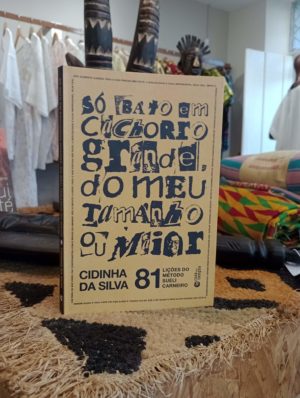 Só bato em
cachorro
grande,
do meu
tamanho
ou maior
CIDINHA
DA SILVA
81
LIÇÕES DO
MÉTODO
SUELI
CARNEIRO